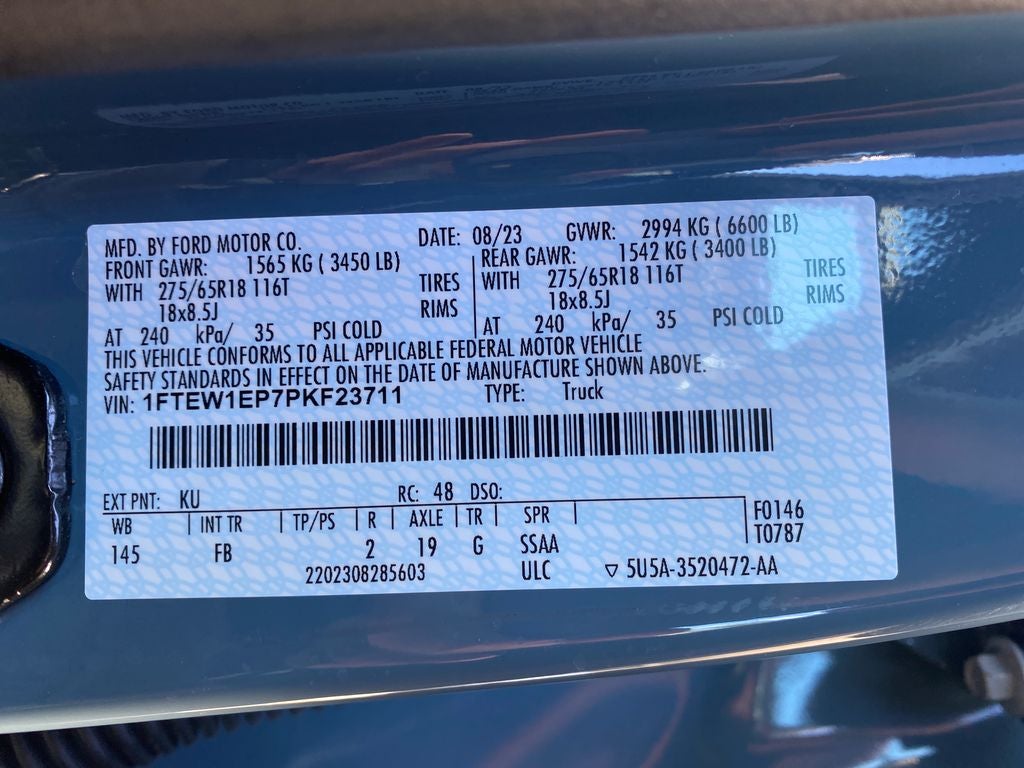 MFD. BY FORD MOTOR CO. DATE: 08/23 GVWR: 2994 KG ( 6600 LB)
FRONT GAWR: 1565 KG ( 3450 LB) REAR GAWR: 1542 KG ( 3400 LB)
WITH 275/65R18 116T TIRES WITH 275/65R18 116T TIRES
18x8.5J RIMS 18x8.5J RIMS
AT 240 kPa/ 35 PSI COLD AT 240 kPa/ 35 PSI COLD
THIS VEHICLE CONFORMS TO ALL APPLICABLE FEDERAL MOTOR VEHICLE
SAFETY STANDARDS IN EFFECT ON THE DATE OF MANUFACTURE SHOWN ABOVE.
VIN: 1FTEW1EP7PKF23711 TYPE: Truck
EXT PNT: KU RC: 48 DSO:
WB INT TR TP/PS R AXLE TR SPR F0146
145 FB 2 19 G SSAA T0787
2202308285603 ULC ▽ 5U5A-3520472-AA